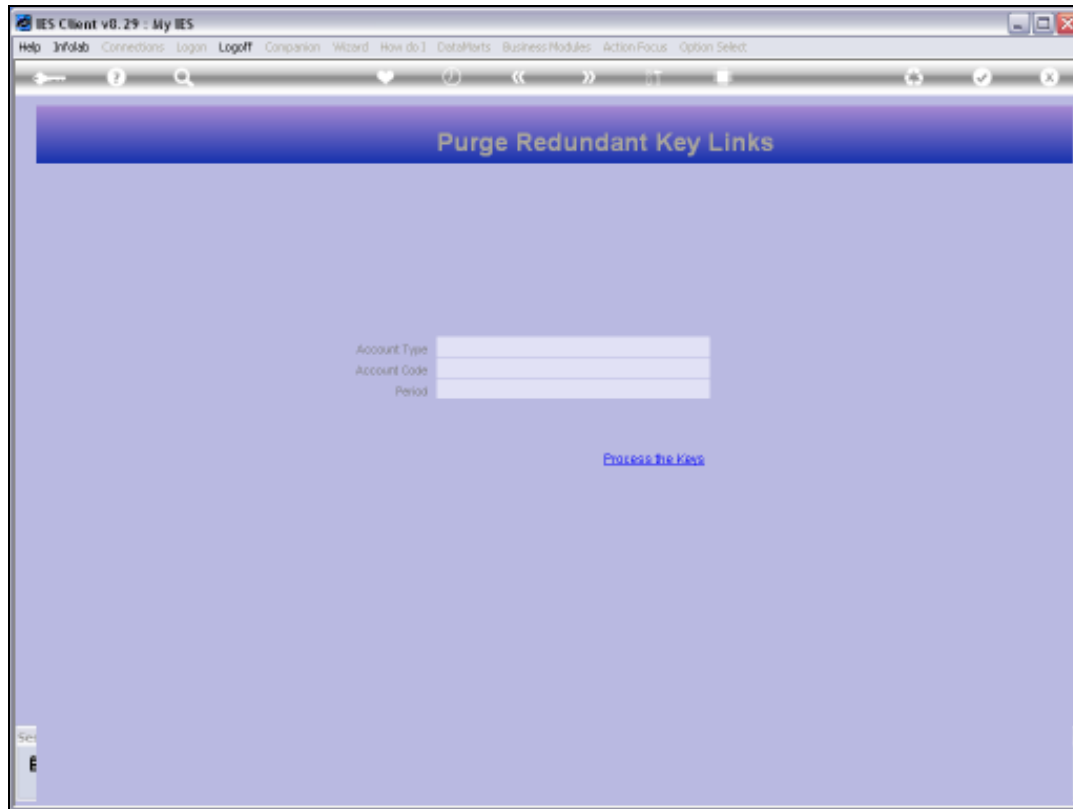 IES Client v8.29 : My IES
Help Infolab Connections Logon Logoff Companion Wizard How do I DataMarts Business Modules Action Focus Option Select
Purge Redundant Key Links
Account Type
Account Code
Period
Process the Keys